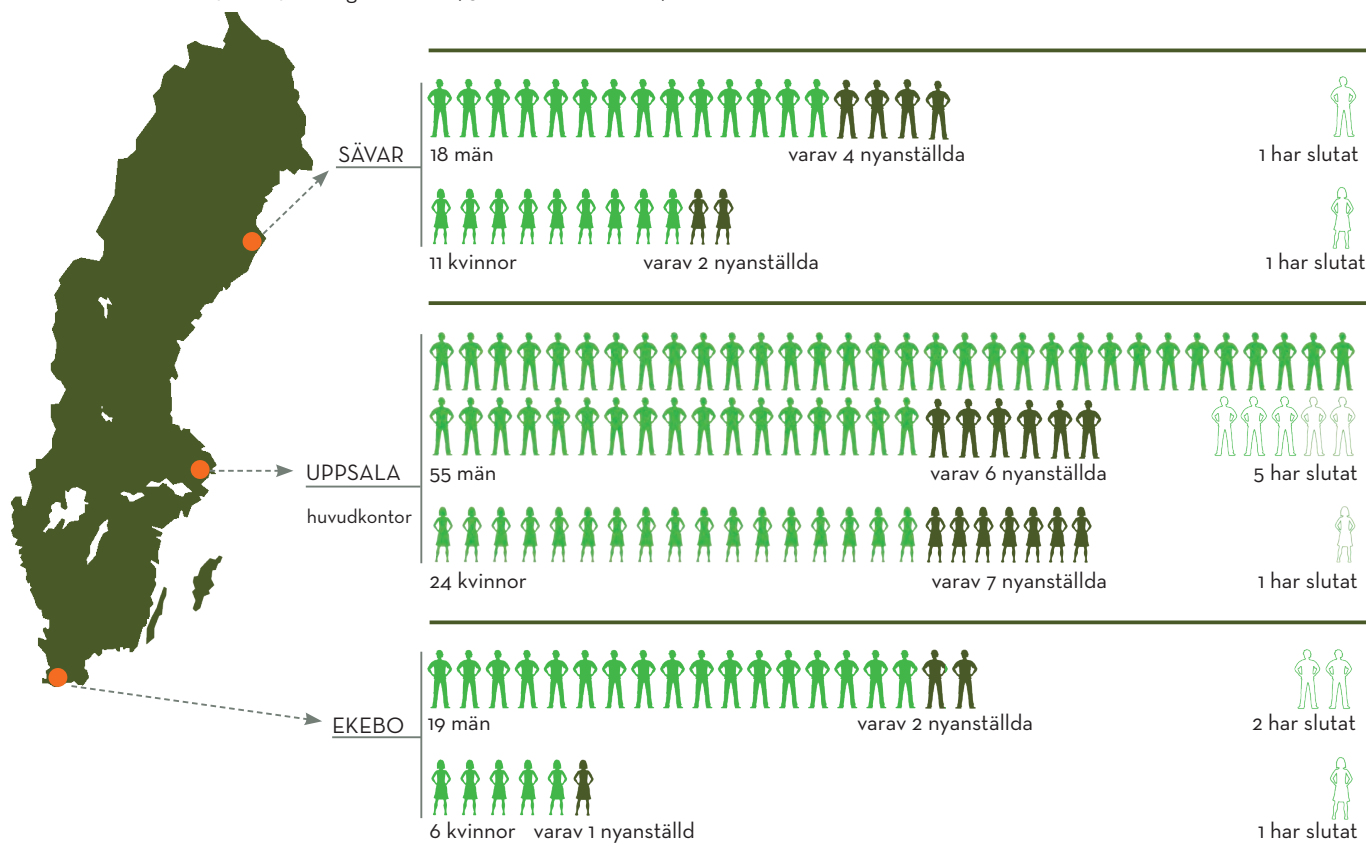 SÄVAR
18 män
varav 4 nyanställda
1 har slutat
11 kvinnor
varav 2 nyanställda
1 har slutat
UPPSALA
huvudkontor
55 män
varav 6 nyanställda
5 har slutat
24 kvinnor
varav 7 nyanställda
1 har slutat
EKEBO
19 män
varav 2 nyanställda
2 har slutat
6 kvinnor
varav 1 nyanställd
1 har slutat